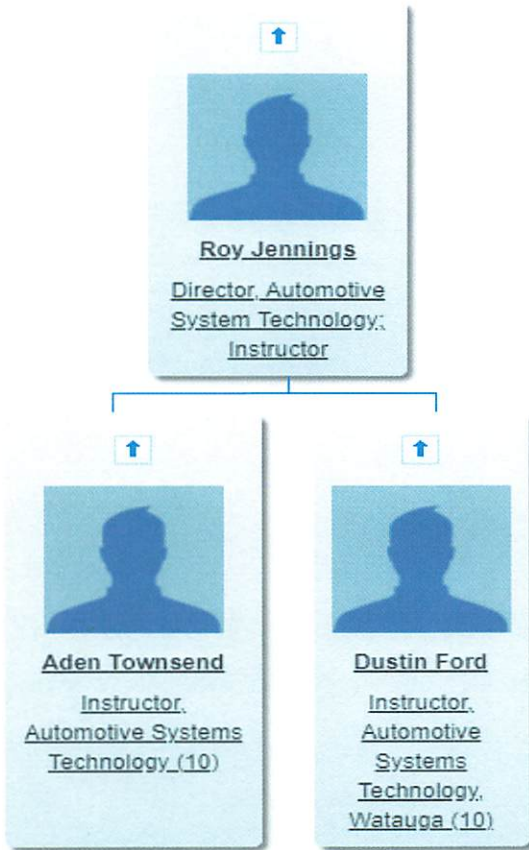 Roy Jennings
Director, Automotive
System Technology;
Instructor
Aden Townsend
Instructor,
Automotive Systems
Technology (10)
Dustin Ford
Instructor,
Automotive
Systems
Technology,
Watauga (10)